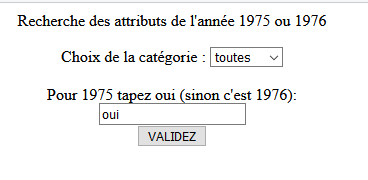 Recherche des attributs de l'année 1975 ou 1976
Choix de la catégorie : toutes
Pour 1975 tapez oui (sinon c'est 1976):
oui
VALIDEZ